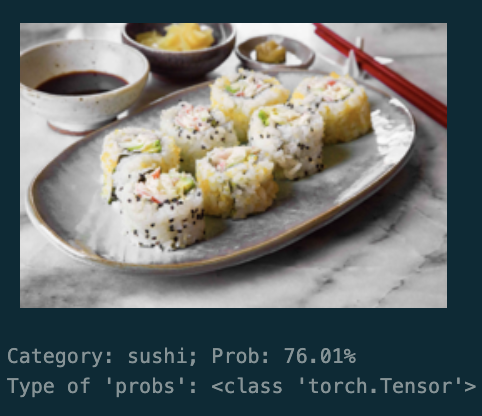 Category: sushi; Prob: 76.01%
Type of 'probs': <class 'torch.Tensor'>